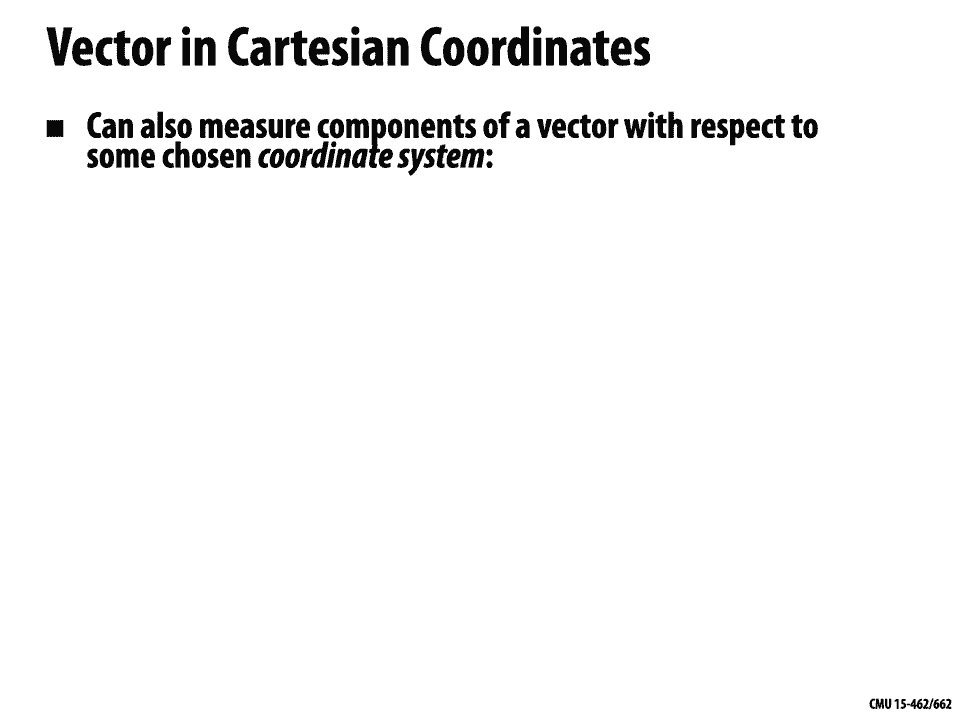 Vector in Cartesian Coordinates
■ Can also measure components of a vector with respect to
some chosen coordinate system:
CMU 15-462/662